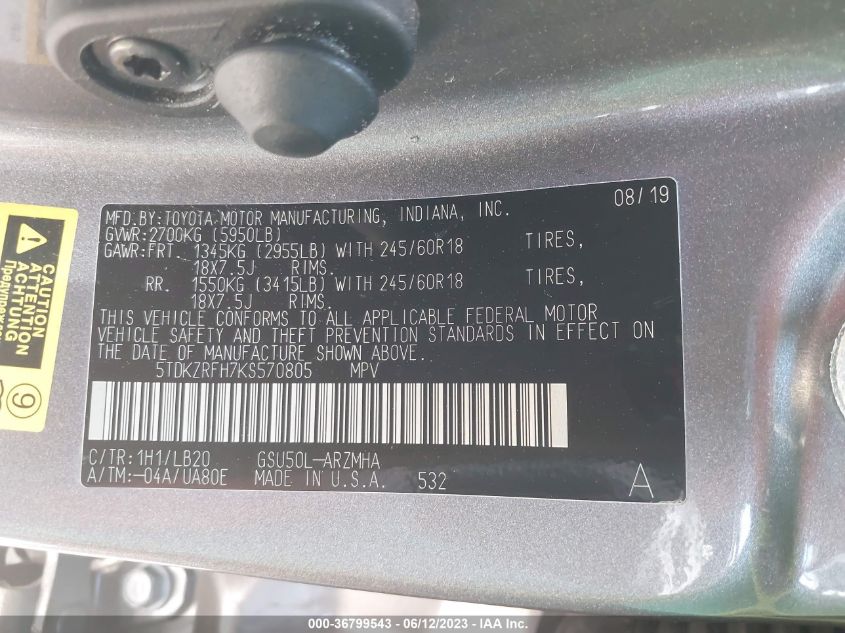 MFD.BY:TOYOTA MOTOR MANUFACTURING, INDIANA, INC. 08/19
GVWR:2700KG (5950LB)
GAWR:FRT. 1345KG (2955LB) WITH 245/60R18 TIRES,
18X7.5J RIMS.
RR. 1550KG (3415LB) WITH 245/60R18 TIRES,
18X7.5J RIMS.
THIS VEHICLE CONFORMS TO ALL APPLICABLE FEDERAL MOTOR
VEHICLE SAFETY AND THEFT PREVENTION STANDARDS IN EFFECT ON
THE DATE OF MANUFACTURE SHOWN ABOVE.
5TDKZRFH7KS570805 MPV
C/TR:1H1/LB20 GSU50L-ARZMHA
A/TM:-04A/UA80E MADE IN U.S.A. 532 A
CAUTION
ATTENTION
ACHTUNG
9
000-36799543 - 06/12/2023 - IAA Inc.